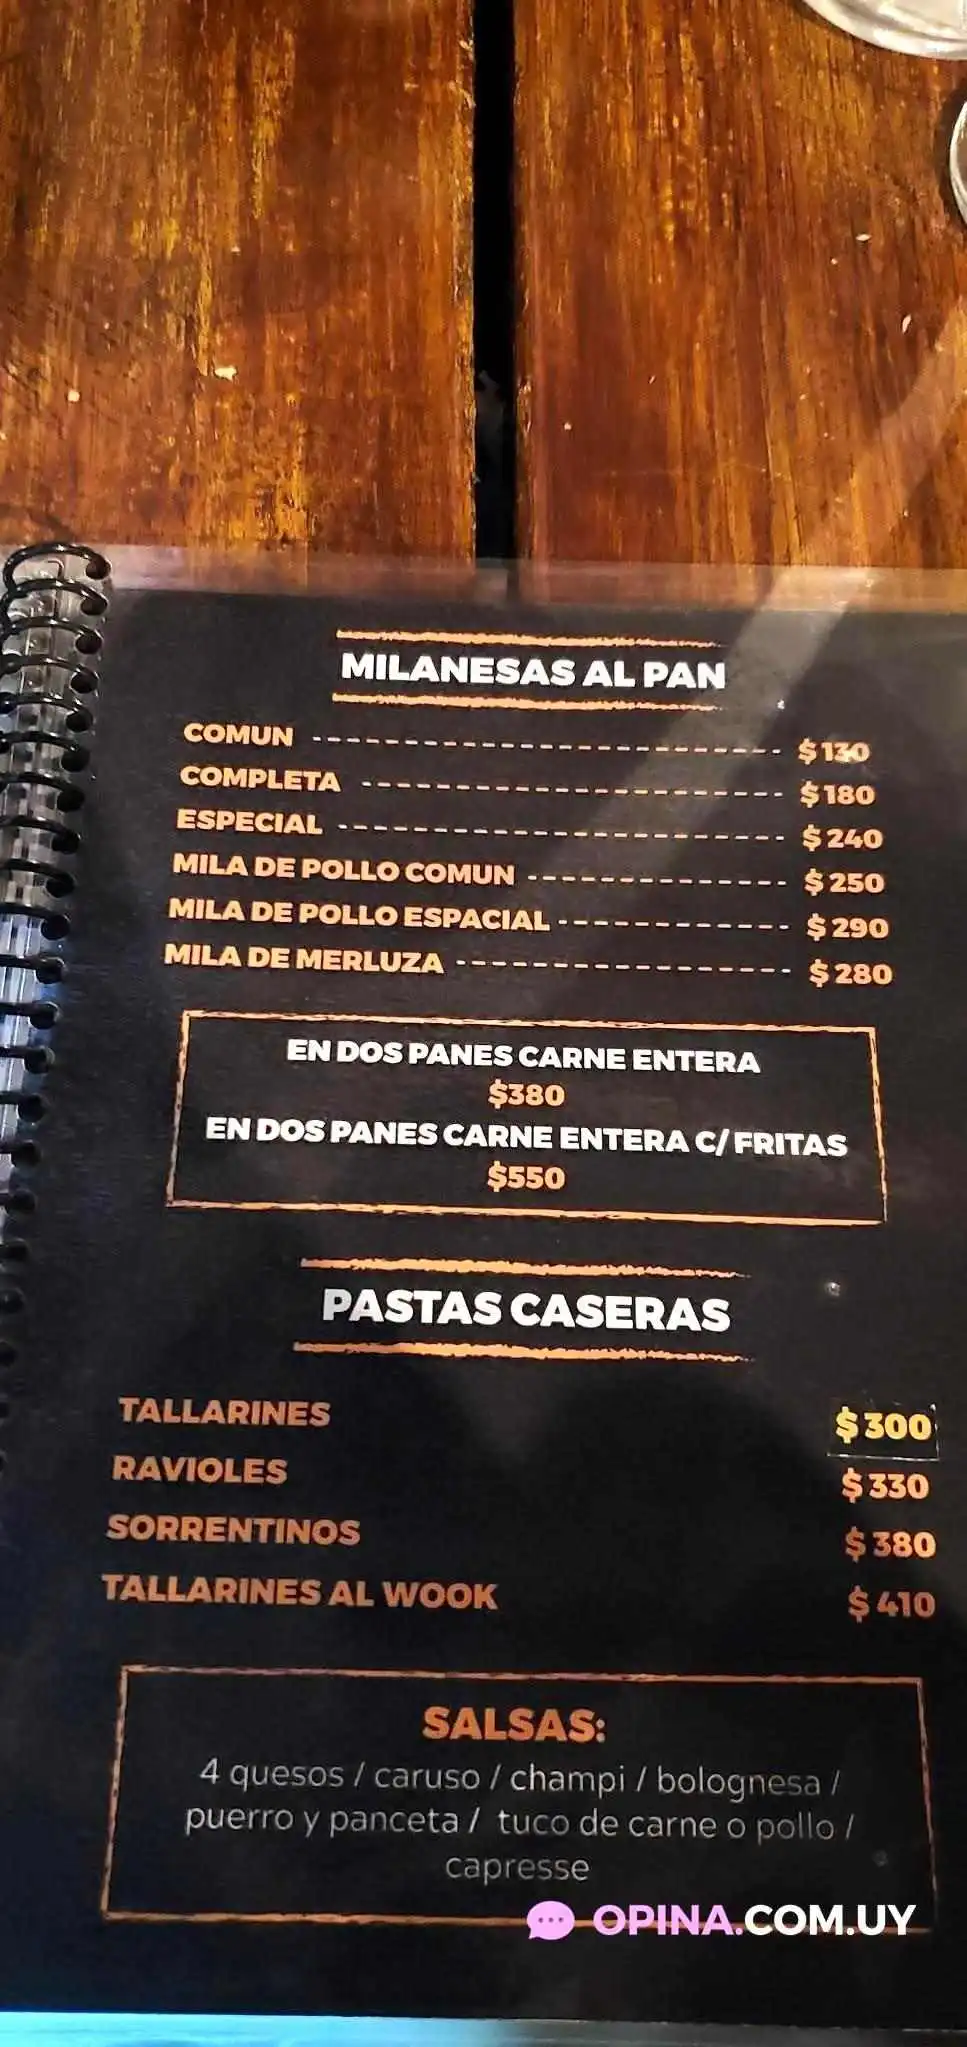 MILANESAS AL PAN
COMUN $130
COMPLETA $180
ESPECIAL $240
MILA DE POLLO COMUN $250
MILA DE POLLO ESPACIAL $290
MILA DE MERLUZA $280
EN DOS PANES CARNE ENTERA
$380
EN DOS PANES CARNE ENTERA C/ FRITAS
$550
PASTAS CASERAS
TALLARINES $300
RAVIOLES $330
SORRENTINOS $380
TALLARINES AL WOOK $410
SALSAS:
4 quesos / caruso / champi / bolognesa /
puerro y panceta / tuco de carne o pollo /
capresse
OPINA.COM.UY